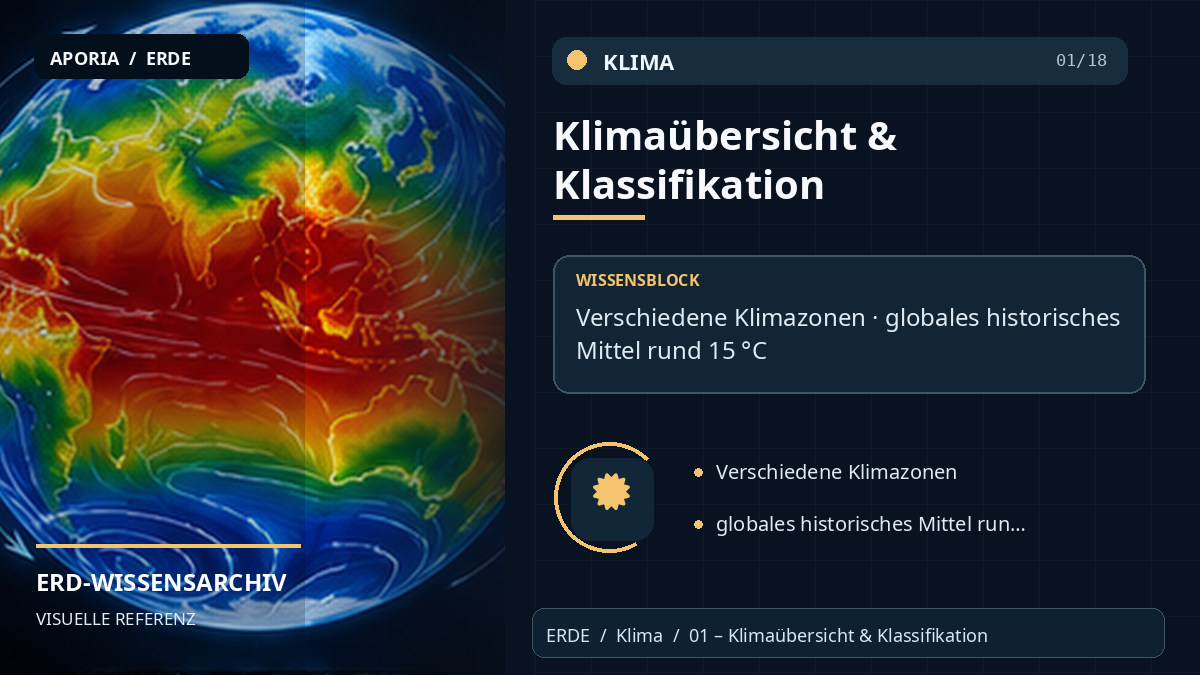 APORIA / ERDE
ERD-WISSENSARCHIV
VISUELLE REFERENZ
KLIMA
01/18
Klimaübersicht &
Klassifikation
WISSENSBLOCK
Verschiedene Klimazonen · globales historisches
Mittel rund 15 °C
Verschiedene Klimazonen
globales historisches Mittel run...
ERDE / Klima / 01 – Klimaübersicht & Klassifikation